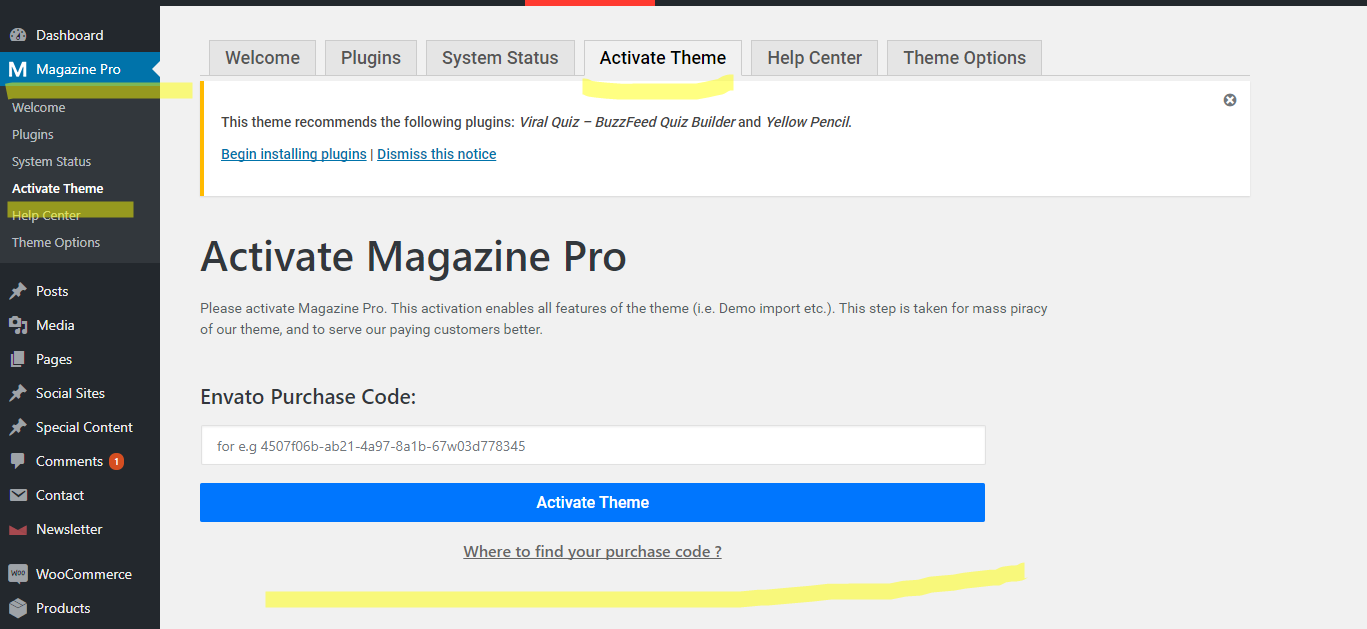 Dashboard
M Magazine Pro
Welcome
Plugins
System Status
Activate Theme
Help Center
Theme Options
Posts
Media
Pages
Social Sites
Special Content
Comments 1
Contact
Newsletter
WOO WooCommerce
Products
Welcome Plugins System Status Activate Theme Help Center Theme Options
This theme recommends the following plugins: Viral Quiz – BuzzFeed Quiz Builder and Yellow Pencil.
Begin installing plugins | Dismiss this notice
Activate Magazine Pro
Please activate Magazine Pro. This activation enables all features of the theme (i.e. Demo import etc.). This step is taken for mass piracy
of our theme, and to serve our paying customers better.
Envato Purchase Code:
for e.g 4507f06b-ab21-4a97-8a1b-67w03d778345
Activate Theme
Where to find your purchase code ?